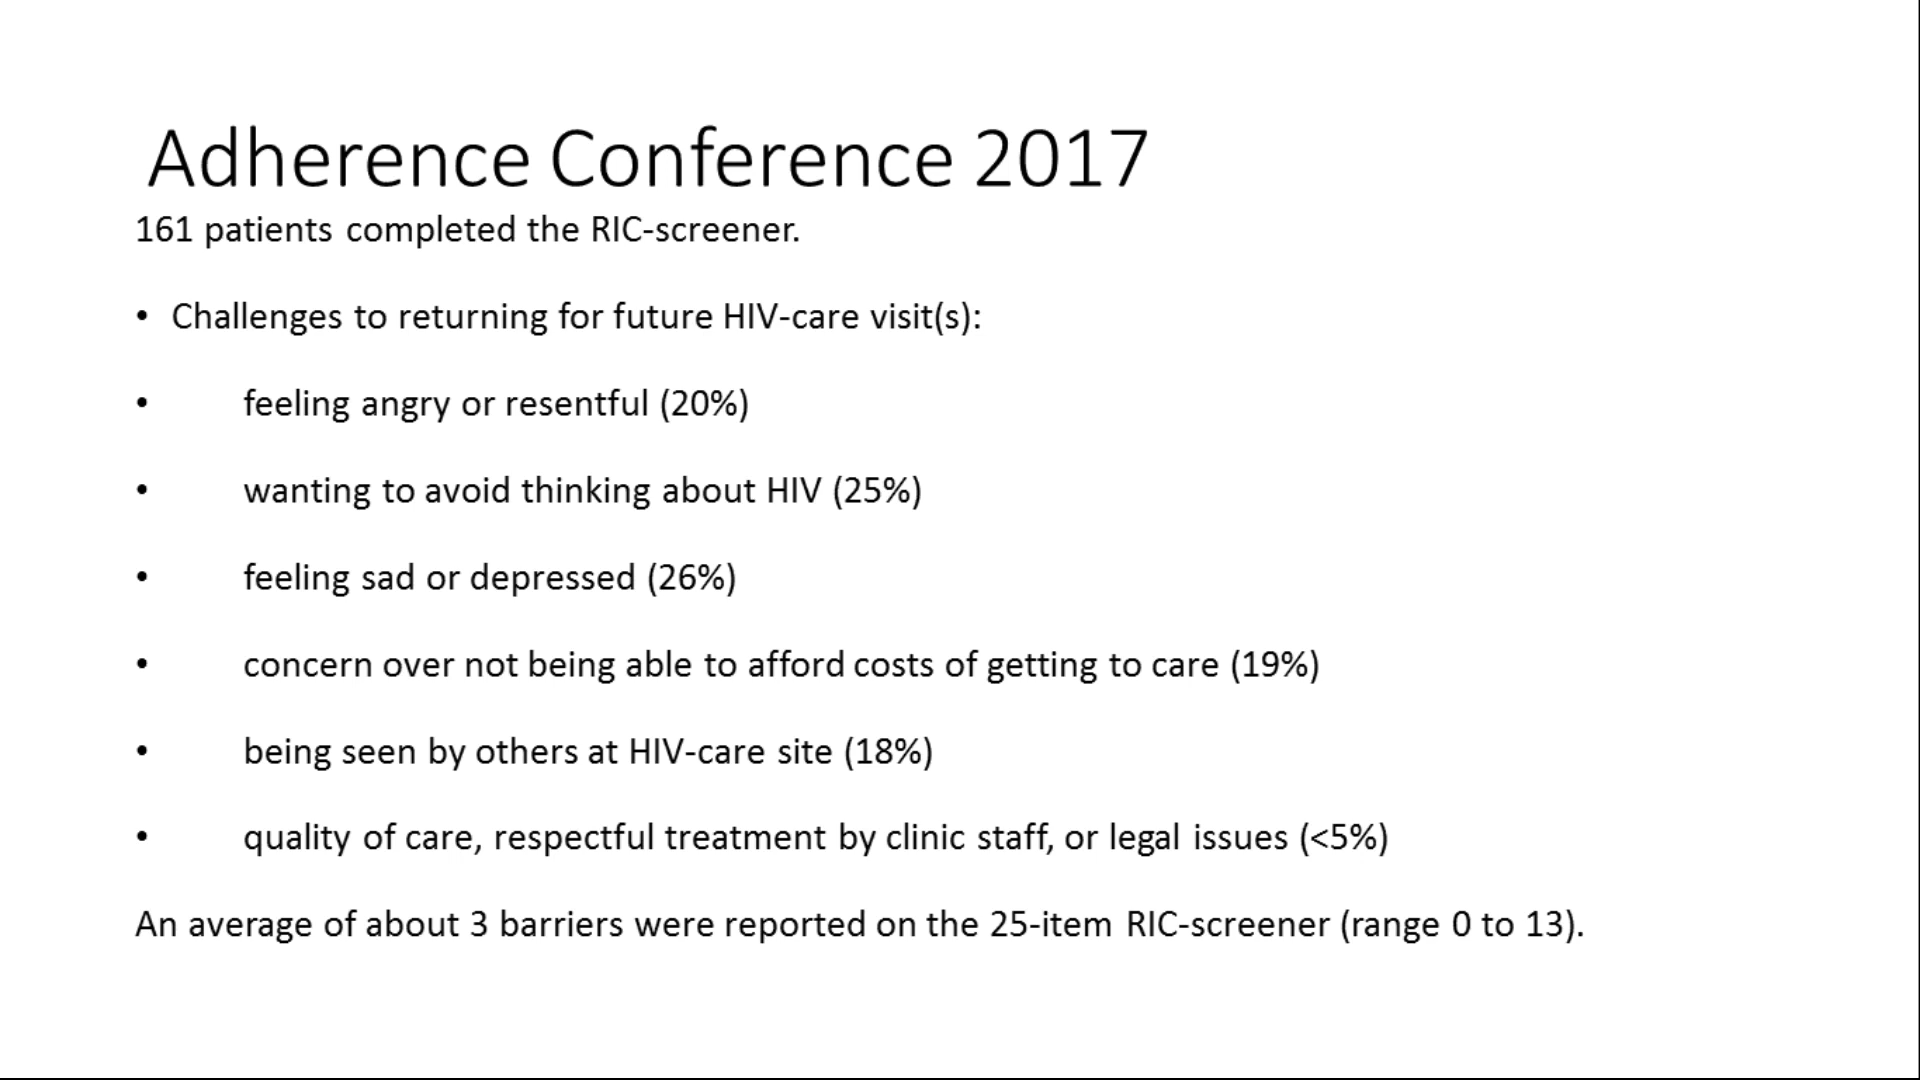 Adherence Conference 2017
161 patients completed the RIC-screener.
• Challenges to returning for future HIV-care visit(s):
• feeling angry or resentful (20%)
• wanting to avoid thinking about HIV (25%)
• feeling sad or depressed (26%)
• concern over not being able to afford costs of getting to care (19%)
• being seen by others at HIV-care site (18%)
• quality of care, respectful treatment by clinic staff, or legal issues (<5%)
An average of about 3 barriers were reported on the 25-item RIC-screener (range 0 to 13).